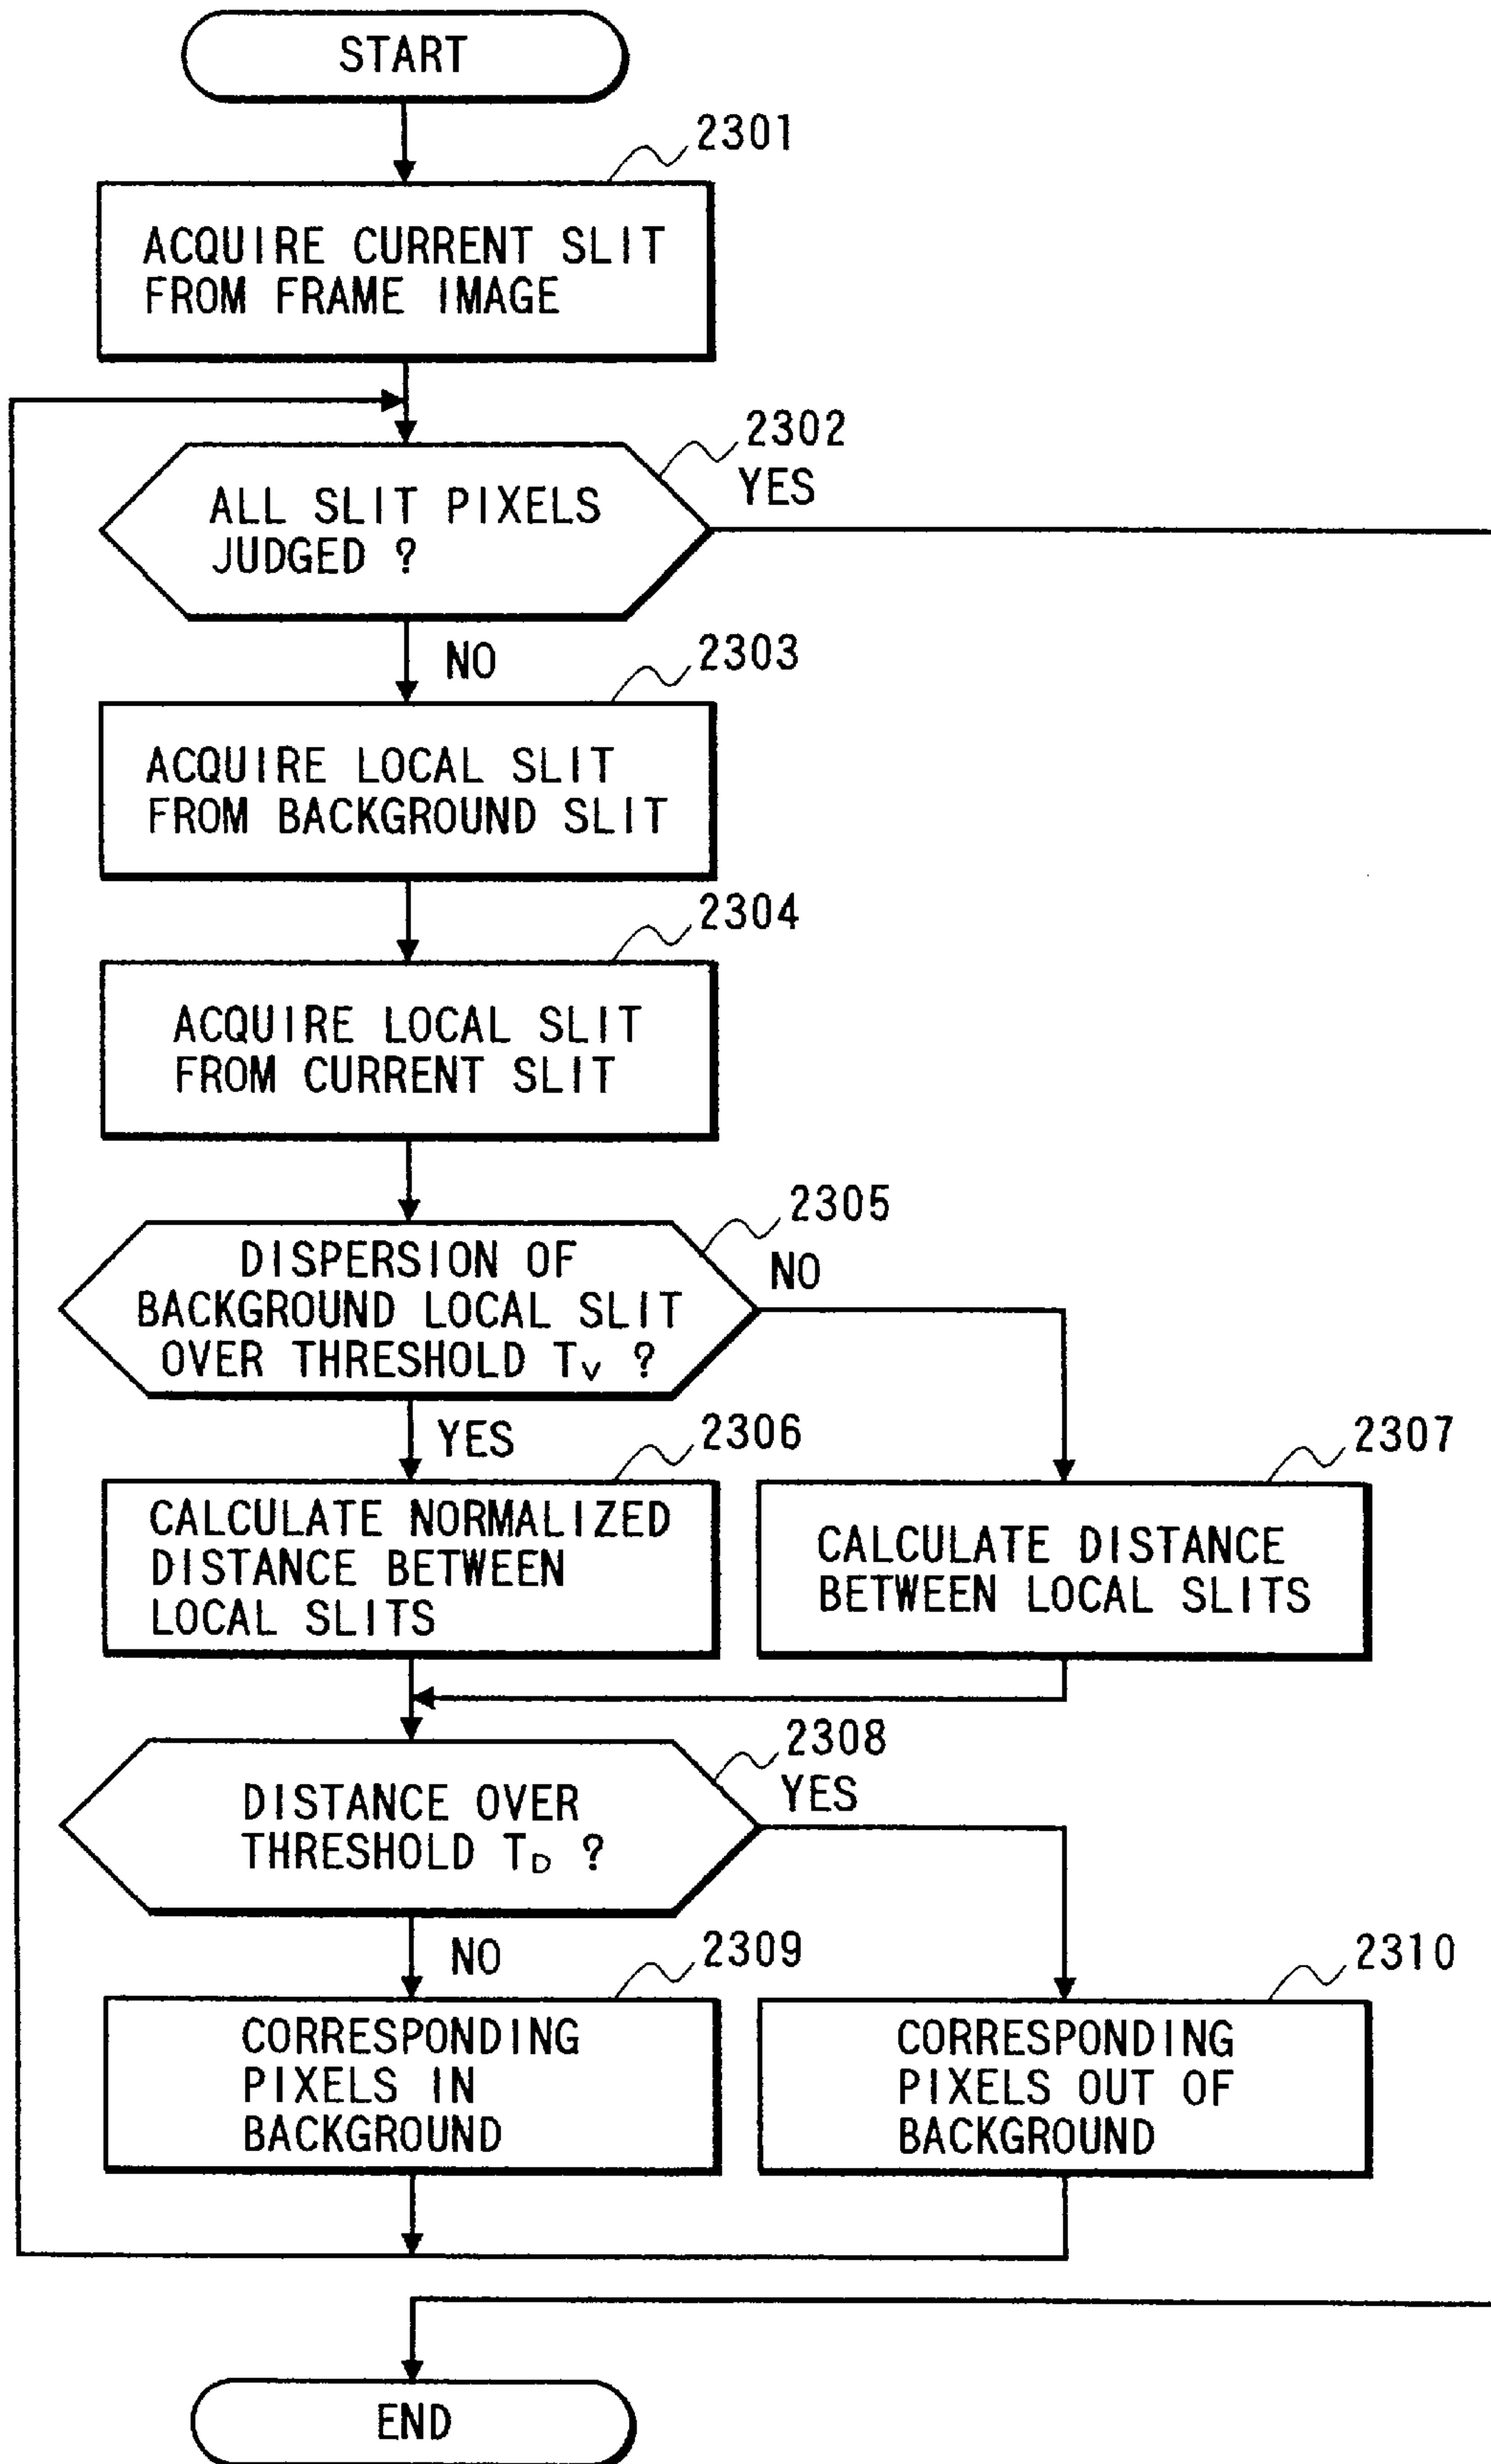 START
2301
ACQUIRE CURRENT SLIT
FROM FRAME IMAGE
2302
YES
ALL SLIT PIXELS
JUDGED ?
NO
2303
ACQUIRE LOCAL SLIT
FROM BACKGROUND SLIT
2304
ACQUIRE LOCAL SLIT
FROM CURRENT SLIT
2305
NO
DISPERSION OF
BACKGROUND LOCAL SLIT
OVER THRESHOLD Tv ?
YES
2306
2307
CALCULATE NORMALIZED
DISTANCE BETWEEN
LOCAL SLITS
CALCULATE DISTANCE
BETWEEN LOCAL SLITS
2308
YES
DISTANCE OVER
THRESHOLD TD ?
NO
2309
2310
CORRESPONDING
PIXELS IN
BACKGROUND
CORRESPONDING
PIXELS OUT OF
BACKGROUND
END